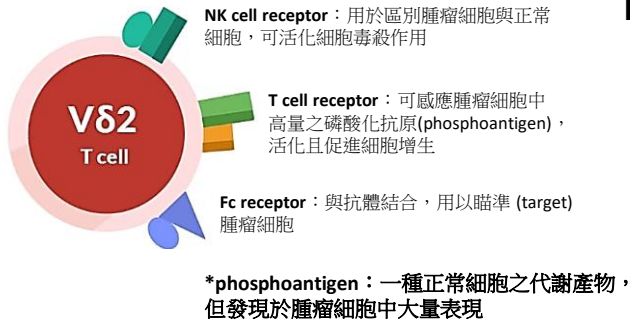 NK cell receptor：用於區別腫瘤細胞與正常
細胞，可活化細胞毒殺作用
Vδ2
T cell
T cell receptor：可感應腫瘤細胞中
高量之磷酸化抗原(phosphoantigen)，
活化且促進細胞增生
Fc receptor：與抗體結合，用以瞄準 (target)
腫瘤細胞
*phosphoantigen：一種正常細胞之代謝產物，
但發現於腫瘤細胞中大量表現